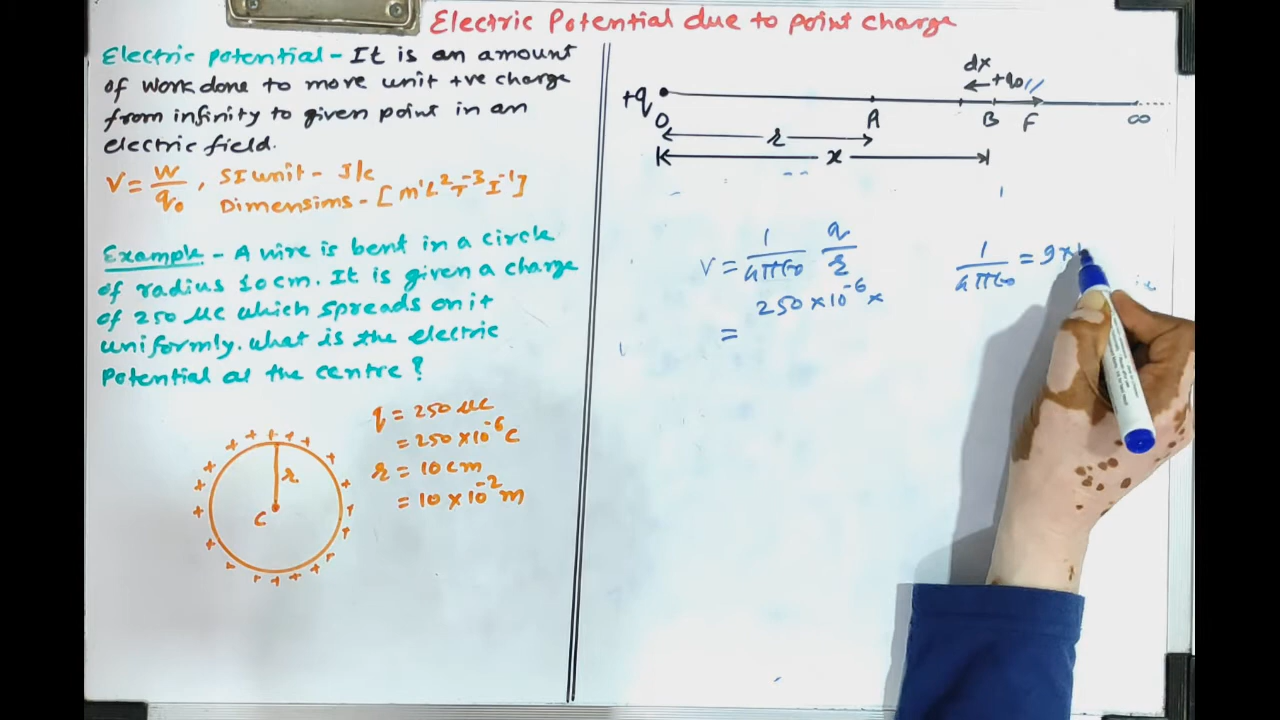 Electric Potential due to point charge
Electric potential - It is an amount
of work done to move unit +ve charge
from infinity to given point in an
electric field.
V = W/q₀, SI unit - J/c
Dimensims - [M¹L²T⁻³I⁻¹]
Example - A wire is bent in a circle
of radius 10cm. It is given a charge
of 250 μc which spreads on it
uniformly. what is the electric
Potential at the centre?
q = 250 μc
= 250 × 10⁻⁶ C
r = 10 cm
= 10 × 10⁻² m
r
C
dx
+q₀
+q
O A B F ∞
r
x
V = 1/4πε₀ q/r
1/4πε₀ = 9×1
250 × 10⁻⁶ ×
=